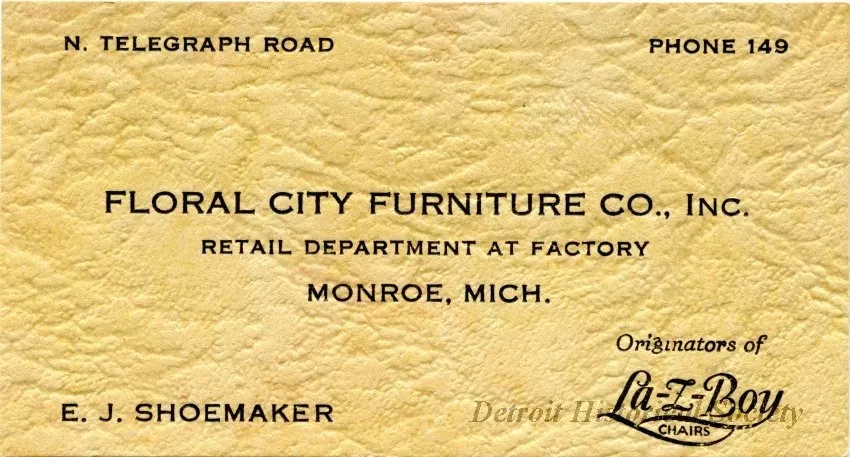 N. TELEGRAPH ROAD
PHONE 149
FLORAL CITY FURNITURE CO., INC.
RETAIL DEPARTMENT AT FACTORY
MONROE, MICH.
Originators of
La-Z-Boy
CHAIRS
E. J. SHOEMAKER
Detroit Historical Society